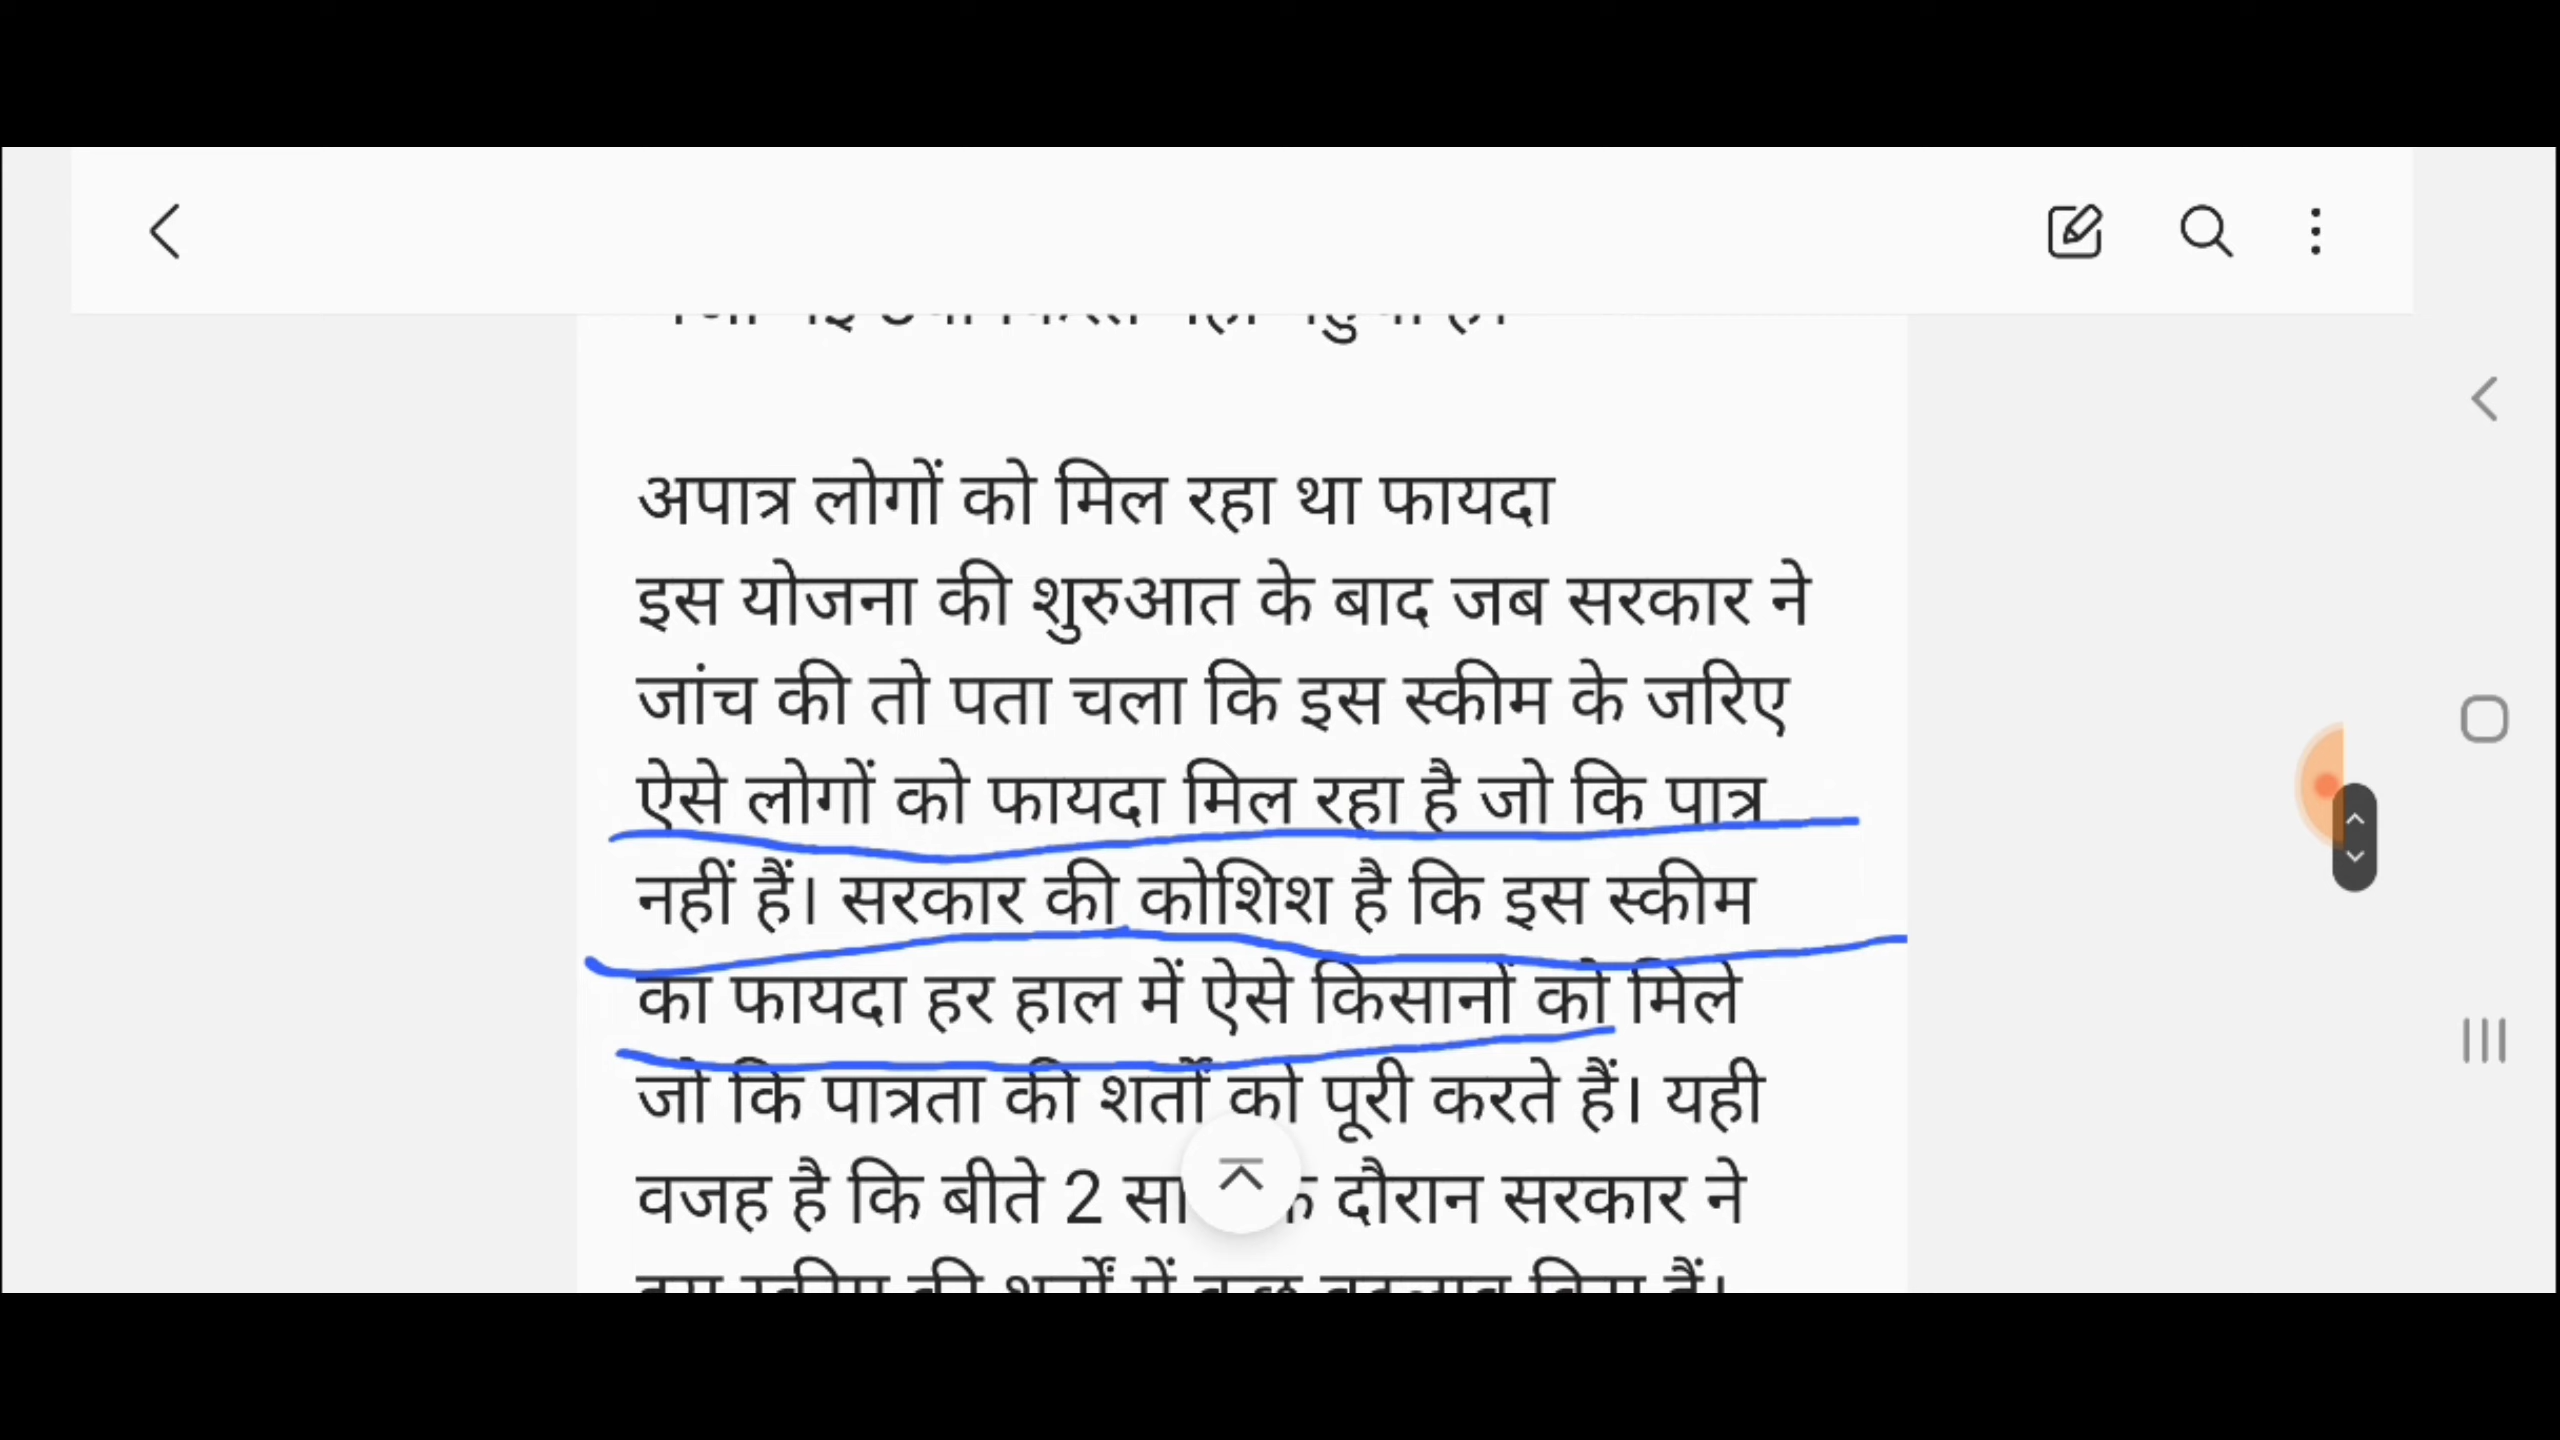 अपात्र लोगों को मिल रहा था फायदा
इस योजना की शुरुआत के बाद जब सरकार ने
जांच की तो पता चला कि इस स्कीम के जरिए
ऐसे लोगों को फायदा मिल रहा है जो कि पात्र
नहीं हैं। सरकार की कोशिश है कि इस स्कीम
का फायदा हर हाल में ऐसे किसानों को मिले
जो कि पात्रता की शर्तों को पूरी करते हैं। यही
वजह है कि बीते 2 दौरान सरकार ने